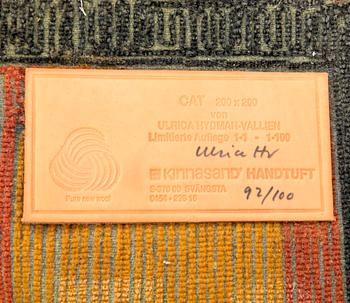 CAT 200 x 200
von
ULRICA HYDMAN-VALLIEN
Limitierte Auflage 1-1 - 1-100
Ulrica HV
Kinnasand HANDTUFT
Pure new wool
S-370 00 SVÄNGSTA
92/100